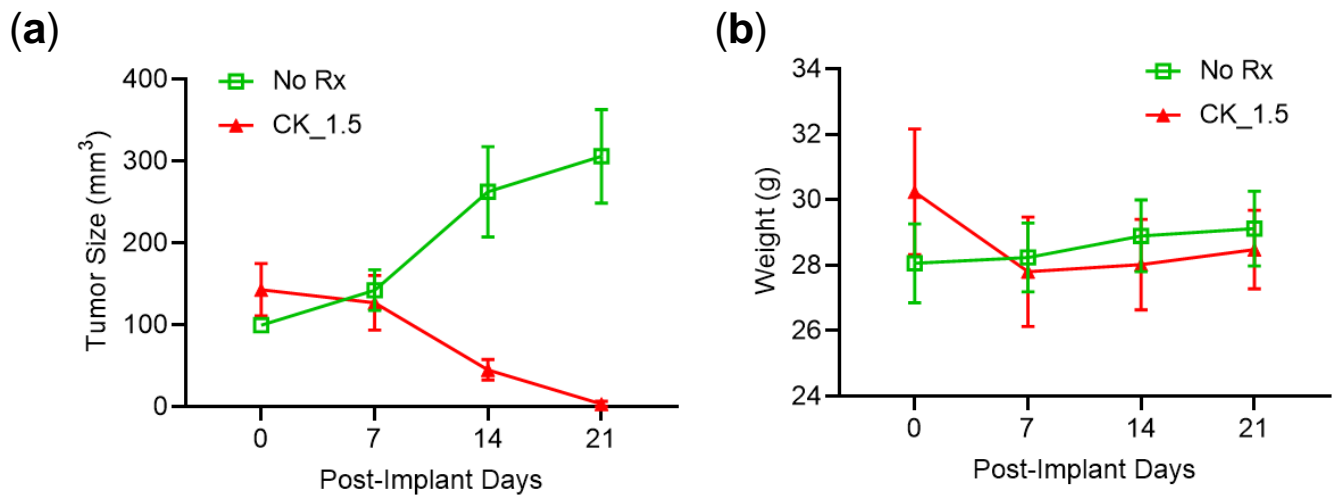 (a)
No Rx
CK_1.5
400
300
200
100
0
Tumor Size (mm³)
0 7 14 21
Post-Implant Days
(b)
No Rx
CK_1.5
34
32
30
28
26
24
Weight (g)
0 7 14 21
Post-Implant Days